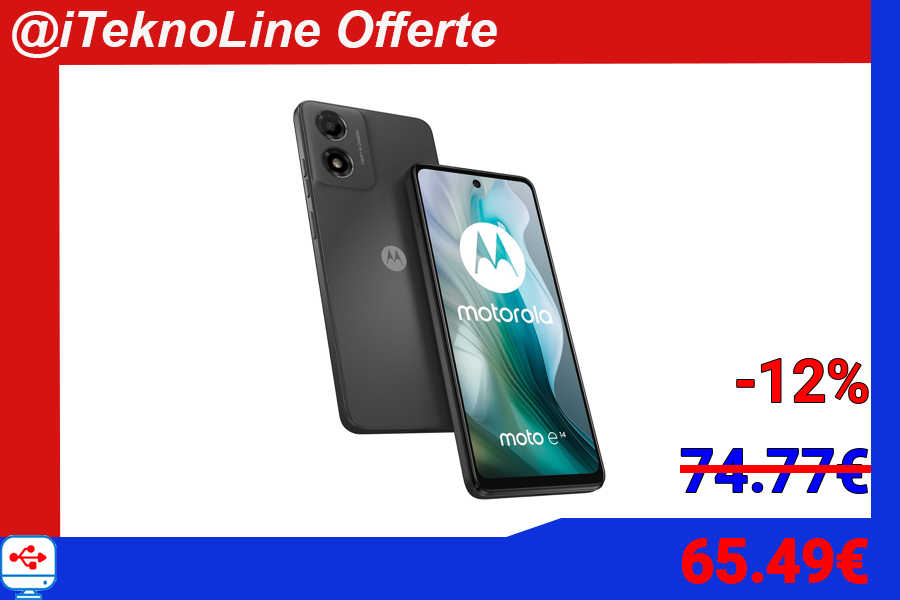 @iTeknoLine Offerte
motorola
moto e14
-12%
74.77€
65.49€